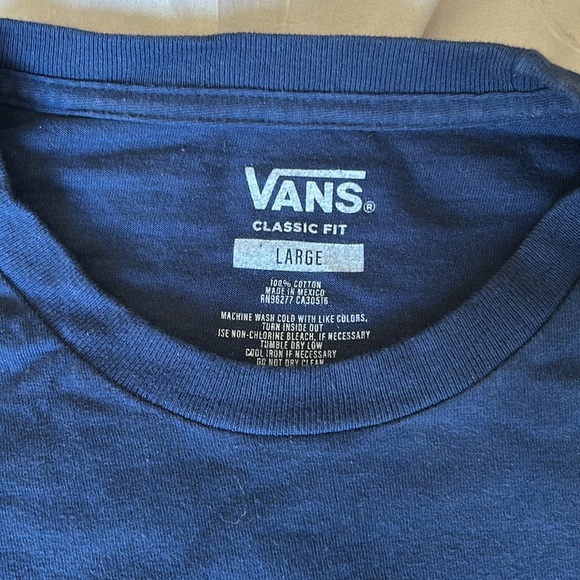 VANS®
CLASSIC FIT
LARGE
100% COTTON
MADE IN MEXICO
RN96277 CA30516
MACHINE WASH COLD WITH LIKE COLORS,
TURN INSIDE OUT
ISE NON-CHLORINE BLEACH, IF NECESSARY
TUMBLE DRY LOW
COOL IRON IF NECESSARY
DO NOT DRY CLEAN